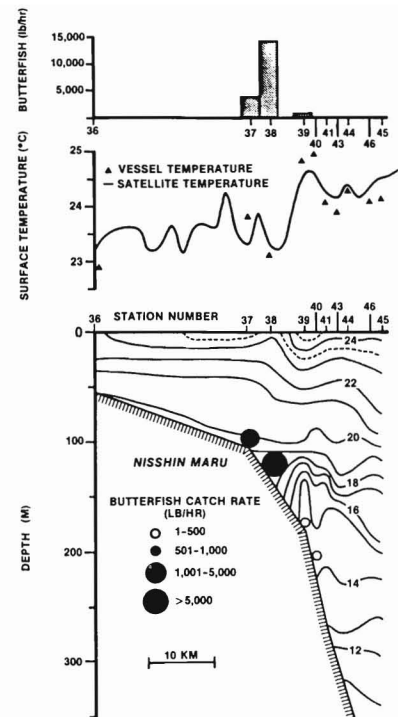 BUTTERFISH (lb/hr)
15,000
10,000
5,000
36 37 38 39 40 41 43 44 46 45
SURFACE TEMPERATURE (°C)
25
24
23
▲ VESSEL TEMPERATURE
— SATELLITE TEMPERATURE
STATION NUMBER
36 37 38 39 40 41 43 44 46 45
DEPTH (M)
0
100
200
300
24
22
20
18
16
14
12
NISSHIN MARU
BUTTERFISH CATCH RATE
(LB/HR)
1-500
501-1,000
1,001-5,000
>5,000
10 KM